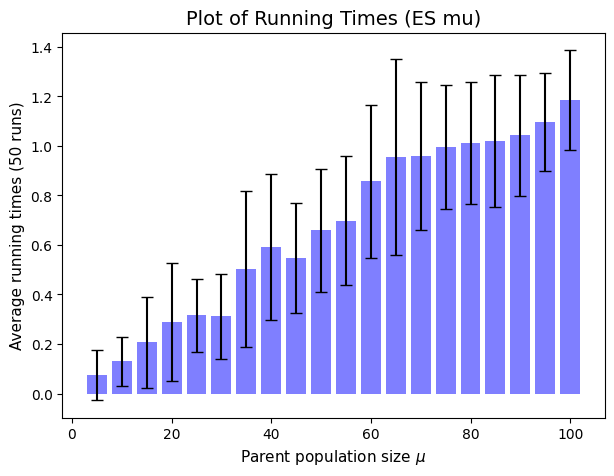 Plot of Running Times (ES mu)
Average running times (50 runs)
1.4
1.2
1.0
0.8
0.6
0.4
0.2
0.0
0 20 40 60 80 100
Parent population size μ